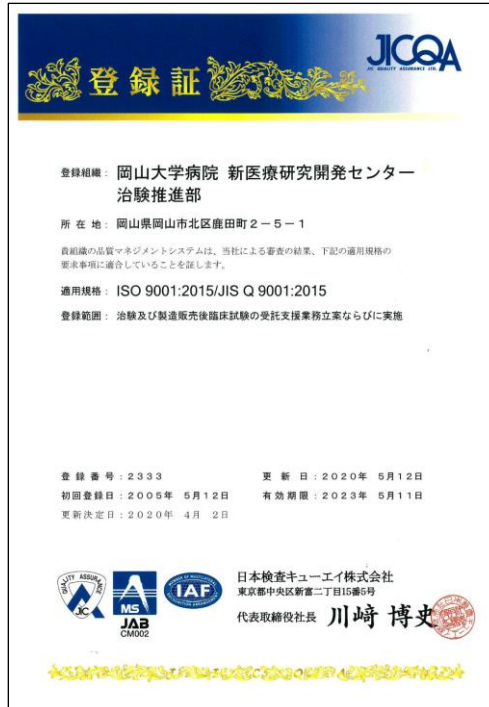 JICQA
JIC QUALITY ASSURANCE LTD.
登録証
登録組織： 岡山大学病院 新医療研究開発センター
治験推進部
所在地： 岡山県岡山市北区鹿田町２－５－１
貴組織の品質マネジメントシステムは、当社による審査の結果、下記の適用規格の
要求事項に適合していることを証します。
適用規格： ISO 9001:2015/JIS Q 9001:2015
登録範囲： 治験及び製造販売後臨床試験の受託支援業務立案ならびに実施
登録番号：2333 更新日：2020年 5月12日
初回登録日：2005年 5月12日 有効期限：2023年 5月11日
更新決定日：2020年 4月 2日
QUALITY ASSURANCE
JIC
MS
JAB
CM002
IAF
日本検査キューエイ株式会社
東京都中央区新富二丁目15番5号
代表取締役社長 川﨑 博史